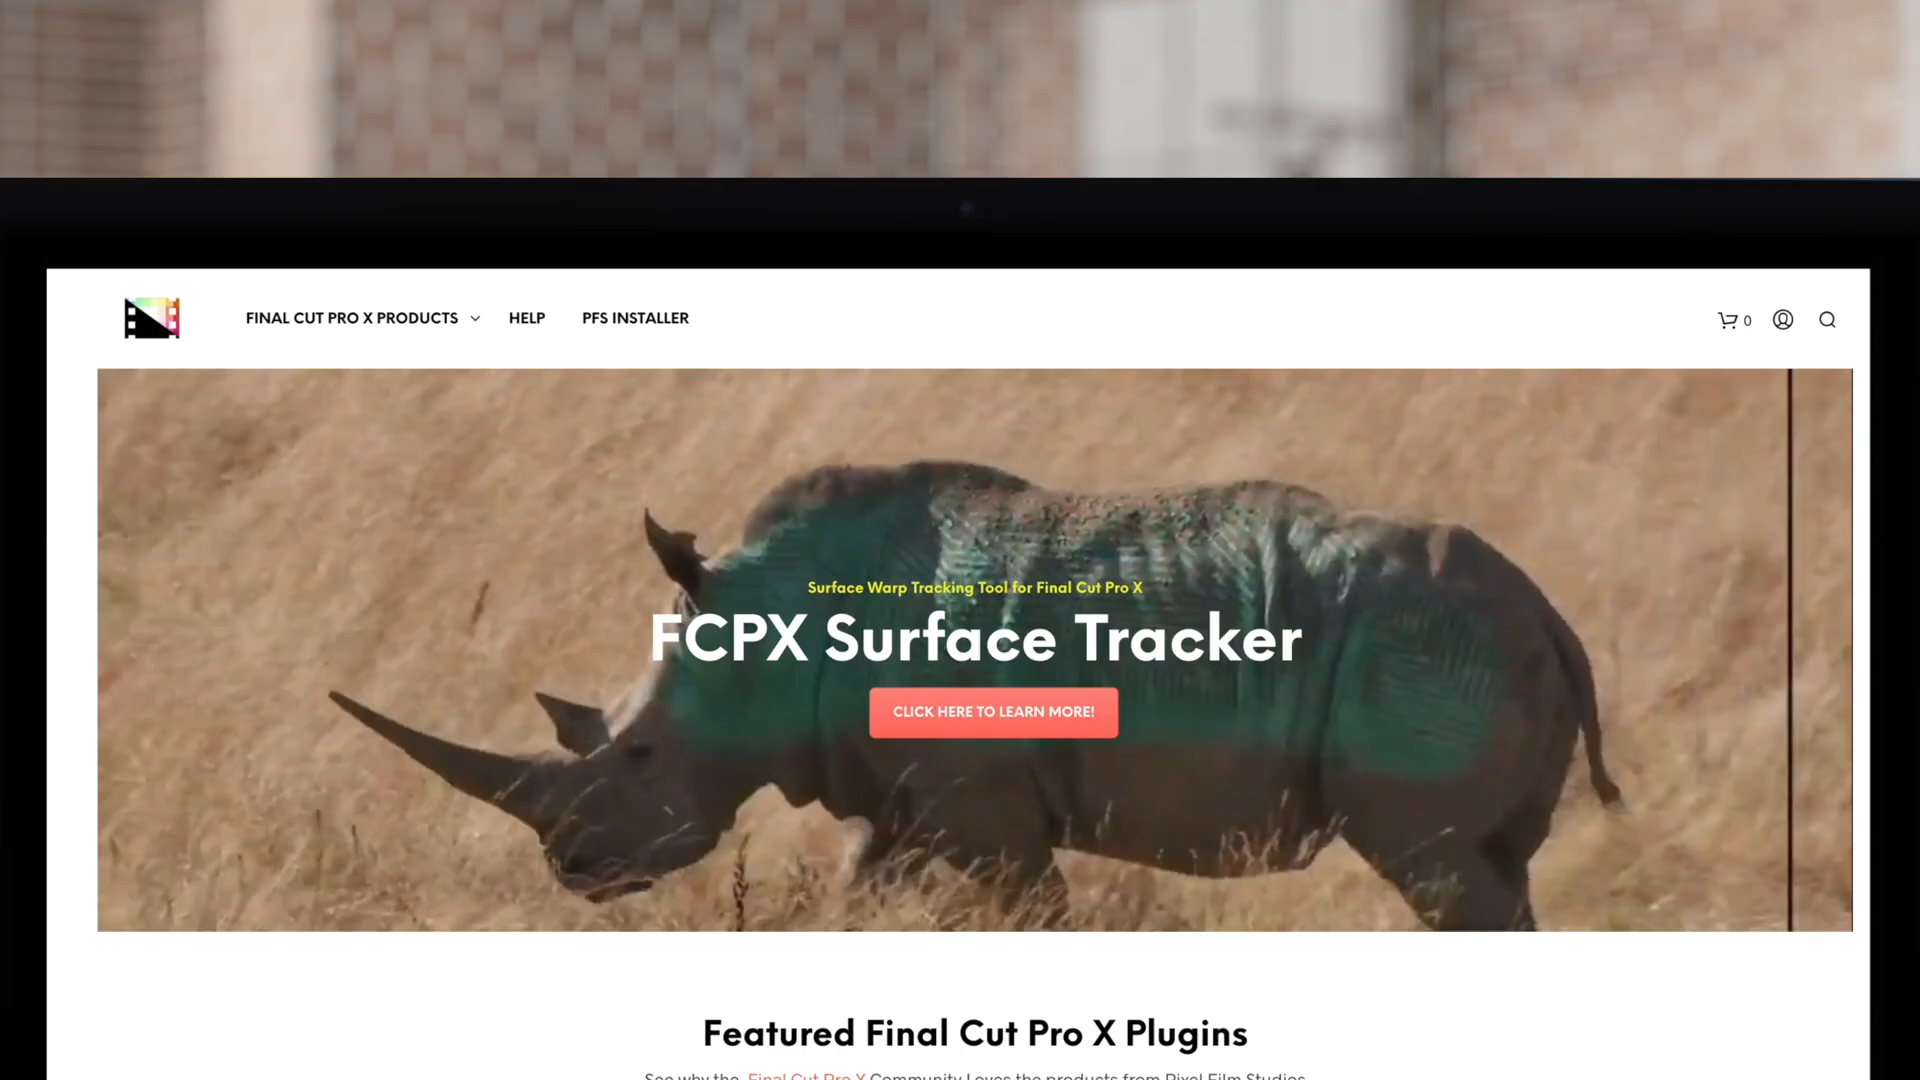 FINAL CUT PRO X PRODUCTS HELP PFS INSTALLER 0
Surface Warp Tracking Tool for Final Cut Pro X
FCPX Surface Tracker
CLICK HERE TO LEARN MORE!
Featured Final Cut Pro X Plugins
See why the Final Cut Pro X Community Loves the products from Pixel Film Studios